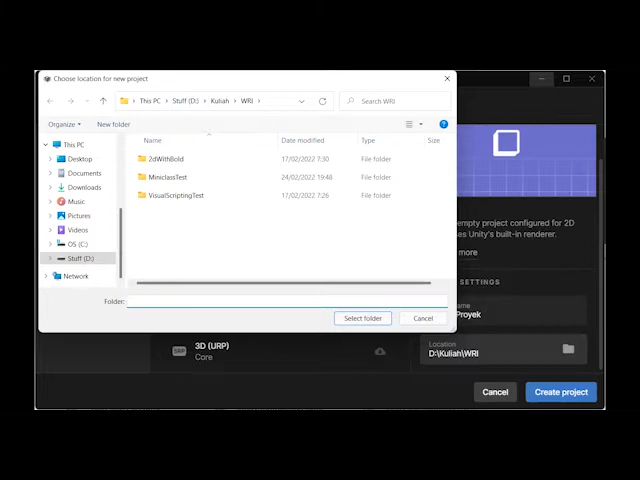 Choose location for new project
This PC > Stuff (D:) > Kuliah > WRI >
Search WRI
Organize
New folder
Name
Date modified
Type
Size
This PC
Desktop
Documents
Downloads
Music
Pictures
Videos
OS (C:)
Stuff (D:)
Network
2dWithBold 17/02/2022 7:30 File folder
MiniclassTest 24/02/2022 19:48 File folder
VisualScriptingTest 17/02/2022 7:26 File folder
Folder:
Select folder
Cancel
empty project configured for 2D
es Unity's built-in renderer.
more
SETTINGS
ame
Proyek
SRP
3D (URP)
Core
Location
D:\Kuliah\WRI
Cancel
Create project